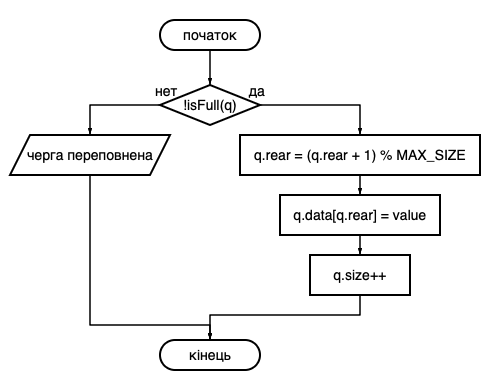 початок
нет
да
!isFull(q)
черга переповнена
q.rear = (q.rear + 1) % MAX_SIZE
q.data[q.rear] = value
q.size++
кінець